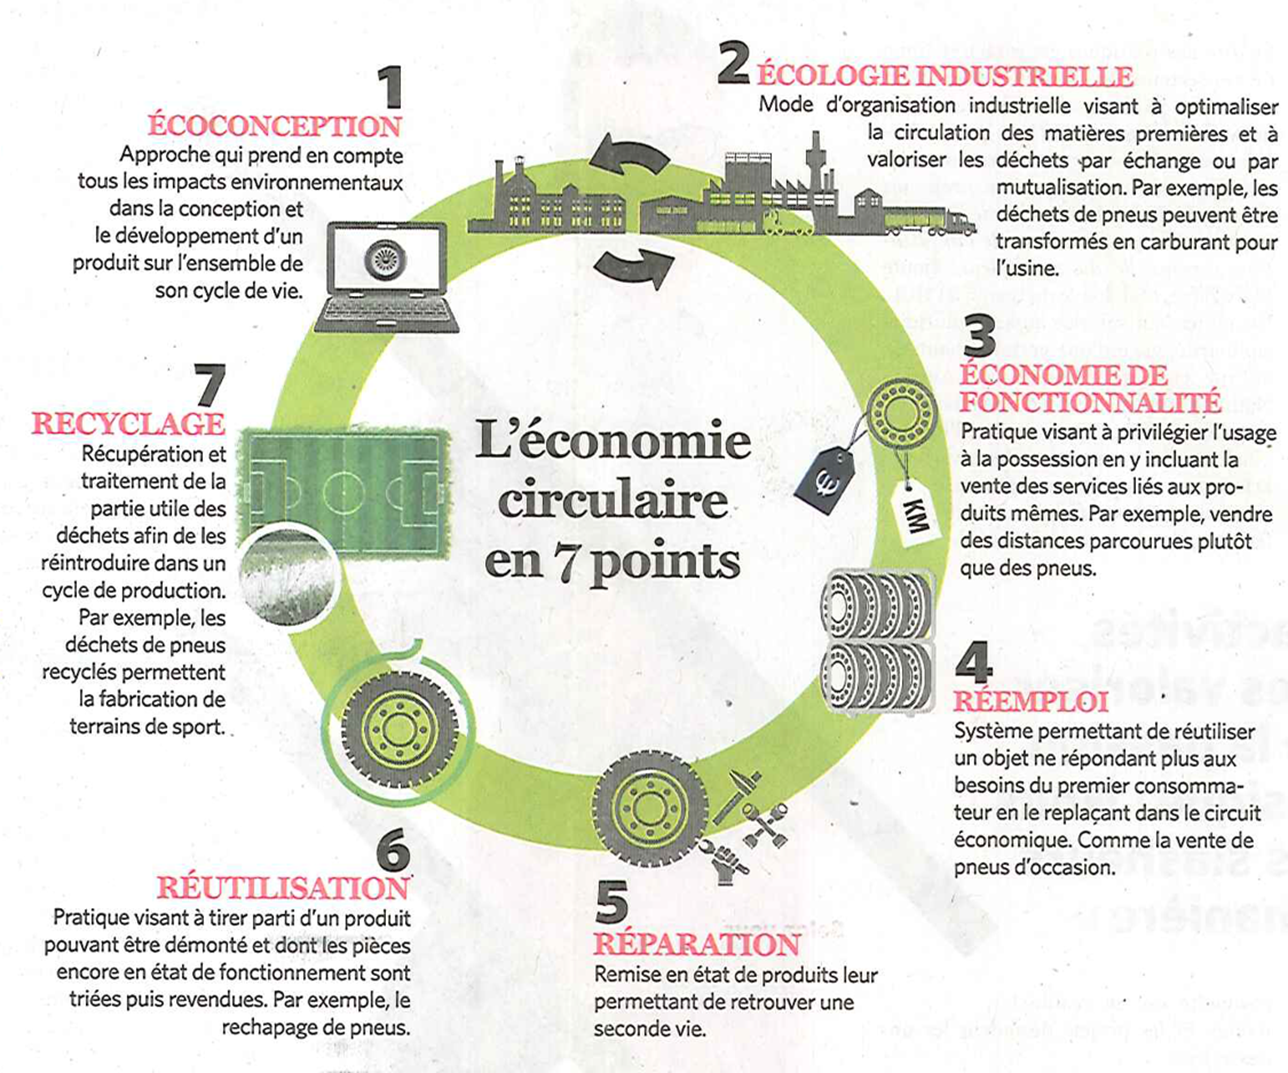 1
ÉCOCONCEPTION
Approche qui prend en compte
tous les impacts environnementaux
dans la conception et
le développement d'un
produit sur l'ensemble de
son cycle de vie.
2
ÉCOLOGIE INDUSTRIELLE
Mode d'organisation industrielle visant à optimaliser
la circulation des matières premières et à
valoriser les déchets par échange ou par
mutualisation. Par exemple, les
déchets de pneus peuvent être
transformés en carburant pour
l'usine.
3
ÉCONOMIE DE
FONCTIONNALITÉ
Pratique visant à privilégier l'usage
à la possession en y incluant la
vente des services liés aux pro-
duits mêmes. Par exemple, vendre
des distances parcourues plutôt
que des pneus.
€
KM
L'économie
circulaire
en 7 points
4
RÉEMPLOI
Système permettant de réutiliser
un objet ne répondant plus aux
besoins du premier consomma-
teur en le replaçant dans le circuit
économique. Comme la vente de
pneus d'occasion.
5
RÉPARATION
Remise en état de produits leur
permettant de retrouver une
seconde vie.
6
RÉUTILISATION
Pratique visant à tirer parti d'un produit
pouvant être démonté et dont les pièces
encore en état de fonctionnement sont
triées puis revendues. Par exemple, le
rechapage de pneus.
7
RECYCLAGE
Récupération et
traitement de la
partie utile des
déchets afin de les
réintroduire dans un
cycle de production.
Par exemple, les
déchets de pneus
recyclés permettent
la fabrication de
terrains de sport.